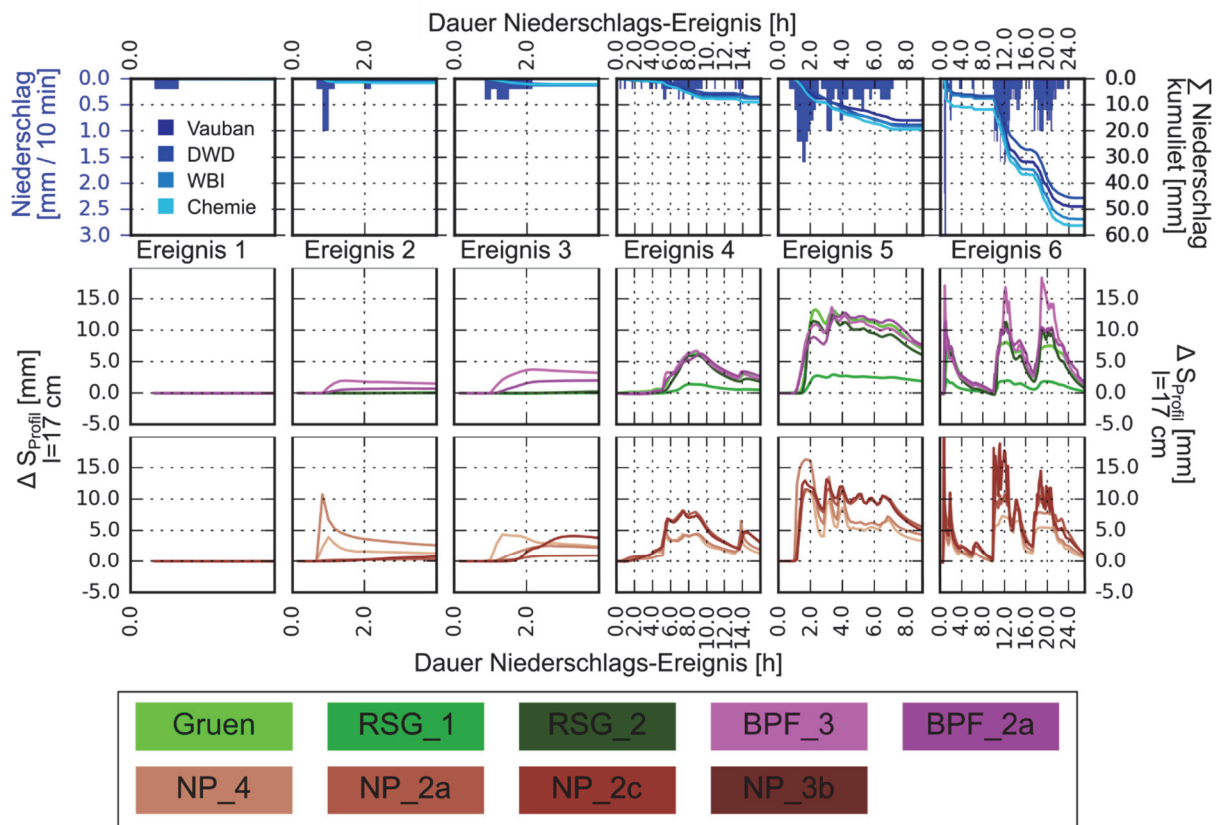 Dauer Niederschlags-Ereignis [h]
0.0 0.0 2.0 0.0 2.0 0.0 2.0 4.0 6.0 8.0 10. 12. 14. 0.0 2.0 4.0 6.0 8.0 0.0 4.0 8.0 12.0 16.0 20.0 24.0
Niederschlag
[mm / 10 min]
0.0
0.5
1.0
1.5
2.0
2.5
3.0
Vauban
DWD
WBI
Chemie
0.0
10.0
20.0
30.0
40.0
50.0
60.0
∑ Niederschlag
kumuliet [mm]
Ereignis 1 Ereignis 2 Ereignis 3 Ereignis 4 Ereignis 5 Ereignis 6
15.0
10.0
5.0
0.0
-5.0
15.0
10.0
5.0
0.0
-5.0
Δ SProfil [mm]
l=17 cm
15.0
10.0
5.0
0.0
-5.0
15.0
10.0
5.0
0.0
-5.0
Δ SProfil [mm]
l=17 cm
0.0 0.0 2.0 0.0 2.0 0.0 2.0 4.0 6.0 8.0 10.0 12.0 14.0 0.0 2.0 4.0 6.0 8.0 0.0 4.0 8.0 12.0 16.0 20.0 24.0
Dauer Niederschlags-Ereignis [h]
Gruen RSG_1 RSG_2 BPF_3 BPF_2a
NP_4 NP_2a NP_2c NP_3b